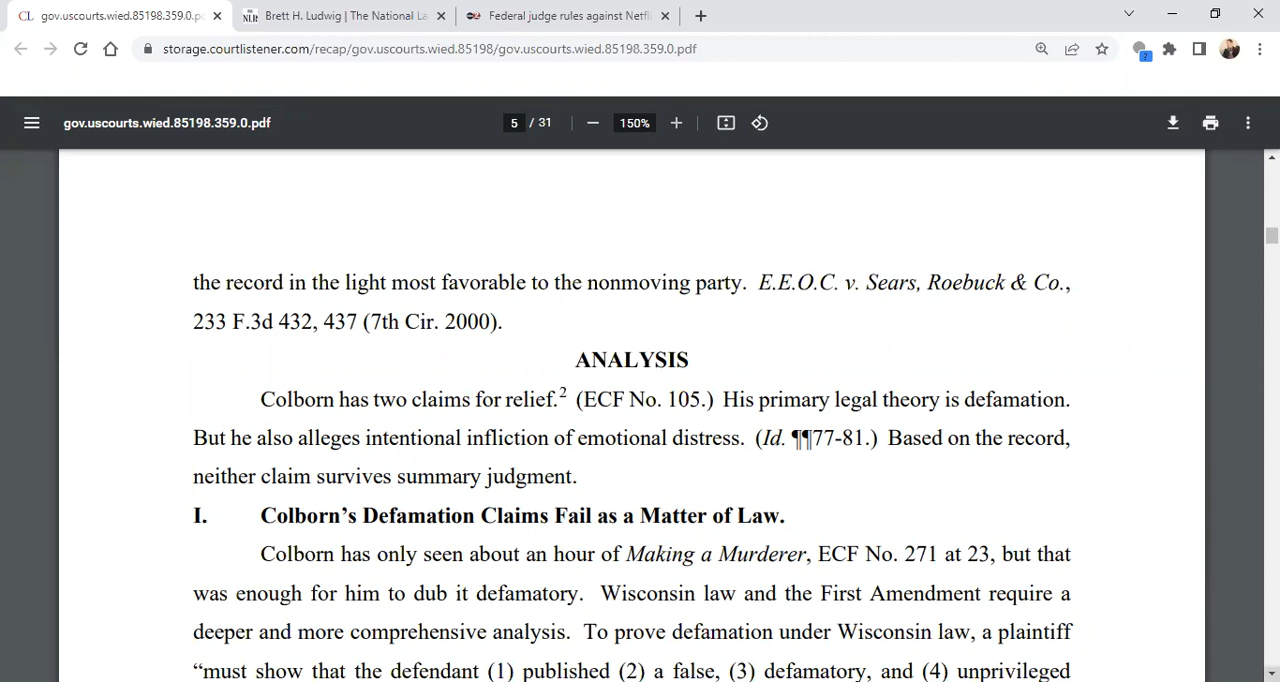 CL gov.uscourts.wied.85198.359.0.pd
THE NLR Brett H. Ludwig | The National La
Federal judge rules against Netfli
storage.courtlistener.com/recap/gov.uscourts.wied.85198/gov.uscourts.wied.85198.359.0.pdf
gov.uscourts.wied.85198.359.0.pdf
5 / 31
150%
the record in the light most favorable to the nonmoving party. E.E.O.C. v. Sears, Roebuck & Co.,
233 F.3d 432, 437 (7th Cir. 2000).
ANALYSIS
Colborn has two claims for relief.2 (ECF No. 105.) His primary legal theory is defamation.
But he also alleges intentional infliction of emotional distress. (Id. ¶¶77-81.) Based on the record,
neither claim survives summary judgment.
I. Colborn’s Defamation Claims Fail as a Matter of Law.
Colborn has only seen about an hour of Making a Murderer, ECF No. 271 at 23, but that
was enough for him to dub it defamatory. Wisconsin law and the First Amendment require a
deeper and more comprehensive analysis. To prove defamation under Wisconsin law, a plaintiff
“must show that the defendant (1) published (2) a false, (3) defamatory, and (4) unprivileged